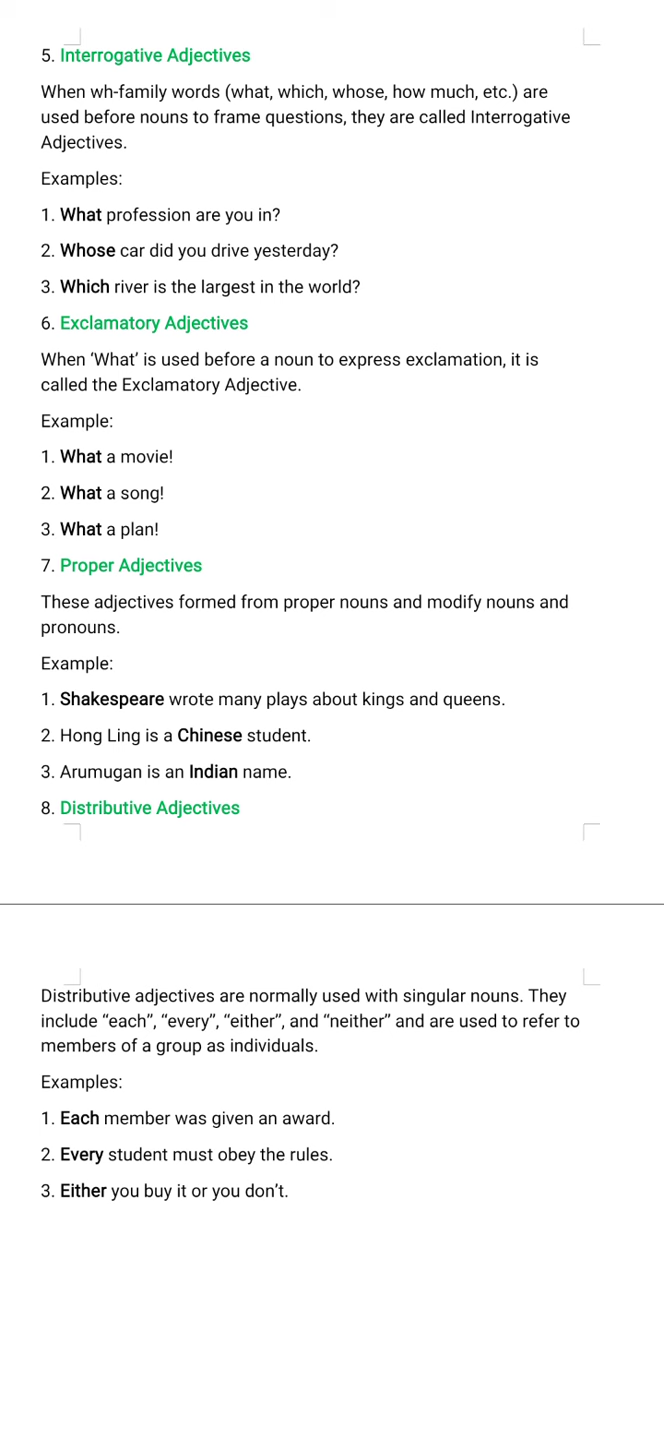 5. Interrogative Adjectives
When wh-family words (what, which, whose, how much, etc.) are
used before nouns to frame questions, they are called Interrogative
Adjectives.
Examples:
1. What profession are you in?
2. Whose car did you drive yesterday?
3. Which river is the largest in the world?
6. Exclamatory Adjectives
When ‘What’ is used before a noun to express exclamation, it is
called the Exclamatory Adjective.
Example:
1. What a movie!
2. What a song!
3. What a plan!
7. Proper Adjectives
These adjectives formed from proper nouns and modify nouns and
pronouns.
Example:
1. Shakespeare wrote many plays about kings and queens.
2. Hong Ling is a Chinese student.
3. Arumugan is an Indian name.
8. Distributive Adjectives
Distributive adjectives are normally used with singular nouns. They
include “each”, “every”, “either”, and “neither” and are used to refer to
members of a group as individuals.
Examples:
1. Each member was given an award.
2. Every student must obey the rules.
3. Either you buy it or you don’t.